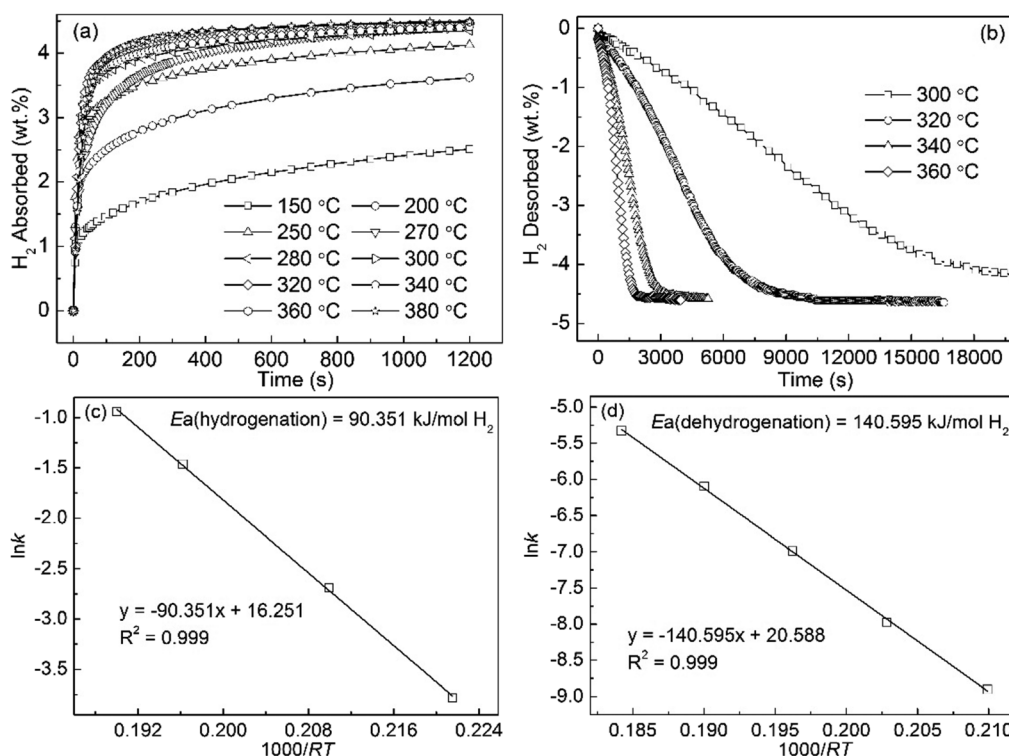 (a)
H2 Absorbed (wt.%)
4
3
2
1
0
150 °C 200 °C
250 °C 270 °C
280 °C 300 °C
320 °C 340 °C
360 °C 380 °C
0 200 400 600 800 1000 1200
Time (s)
(b)
H2 Desorbed (wt.%)
0
-1
-2
-3
-4
-5
300 °C
320 °C
340 °C
360 °C
0 3000 6000 9000 12000 15000 18000
Time (s)
(c)
Ea(hydrogenation) = 90.351 kJ/mol H2
lnk
-1.0
-1.5
-2.0
-2.5
-3.0
-3.5
y = -90.351x + 16.251
R2 = 0.999
0.192 0.200 0.208 0.216 0.224
1000/RT
(d)
Ea(dehydrogenation) = 140.595 kJ/mol H2
lnk
-5.0
-5.5
-6.0
-6.5
-7.0
-7.5
-8.0
-8.5
-9.0
y = -140.595x + 20.588
R2 = 0.999
0.185 0.190 0.195 0.200 0.205 0.210
1000/RT